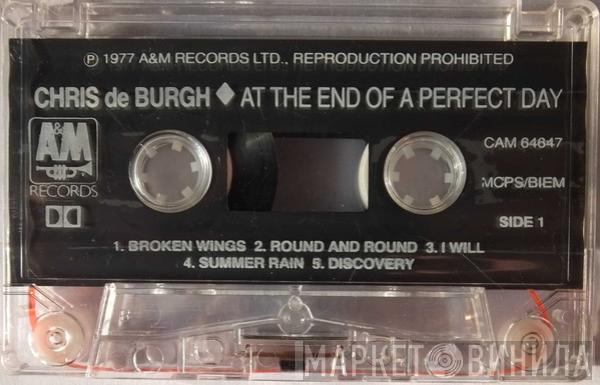 ℗ 1977 A&M RECORDS LTD., REPRODUCTION PROHIBITED
CHRIS de BURGH ♦ AT THE END OF A PERFECT DAY
A&M
RECORDS
CAM 64647
MCPS/BIEM
SIDE 1
1. BROKEN WINGS 2. ROUND AND ROUND 3. I WILL
4. SUMMER RAIN 5. DISCOVERY
МАРКЕТ ВИНИЛА